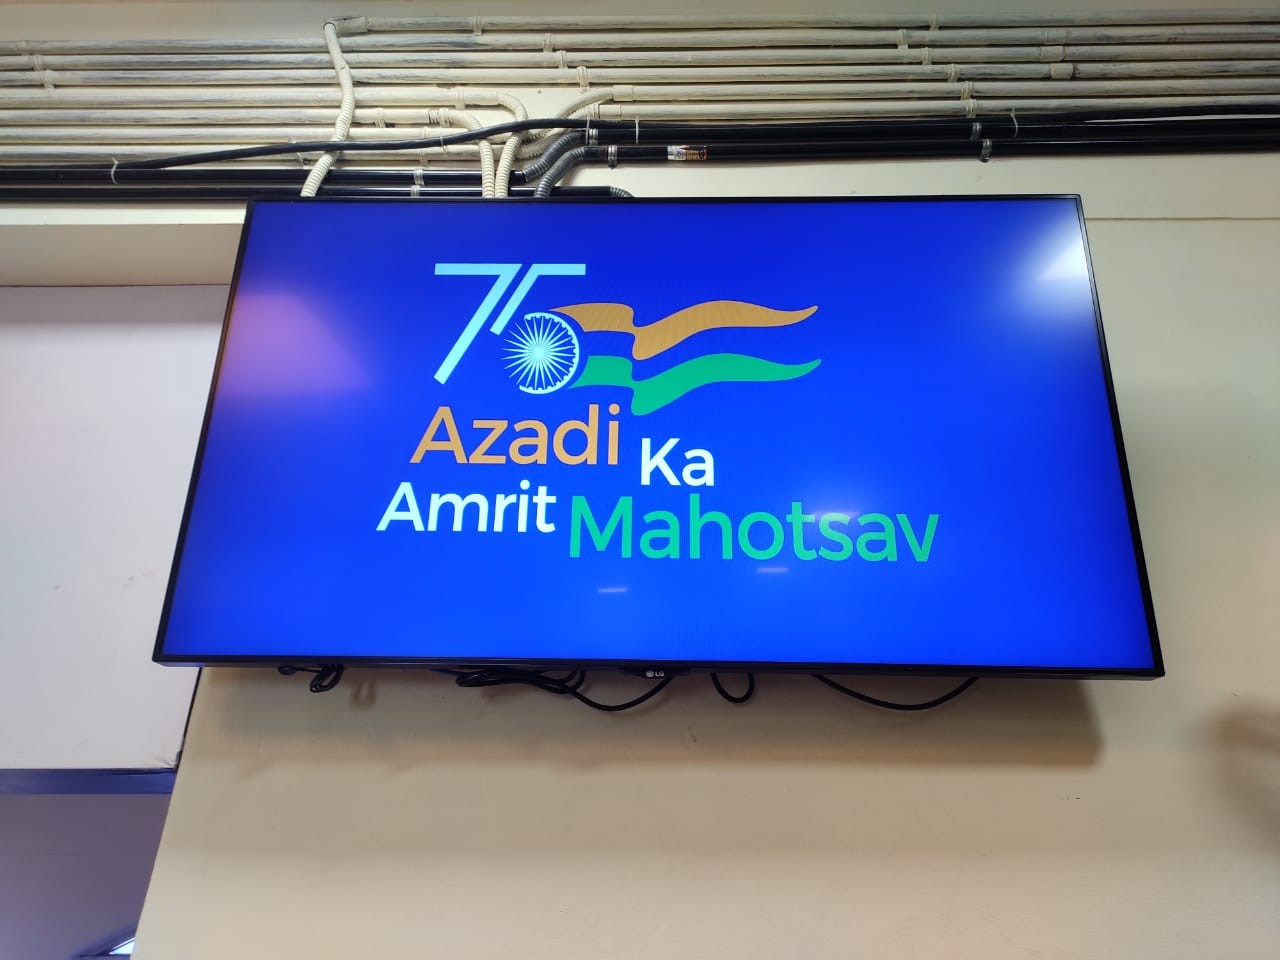 75
Azadi Ka
Amrit Mahotsav
LG